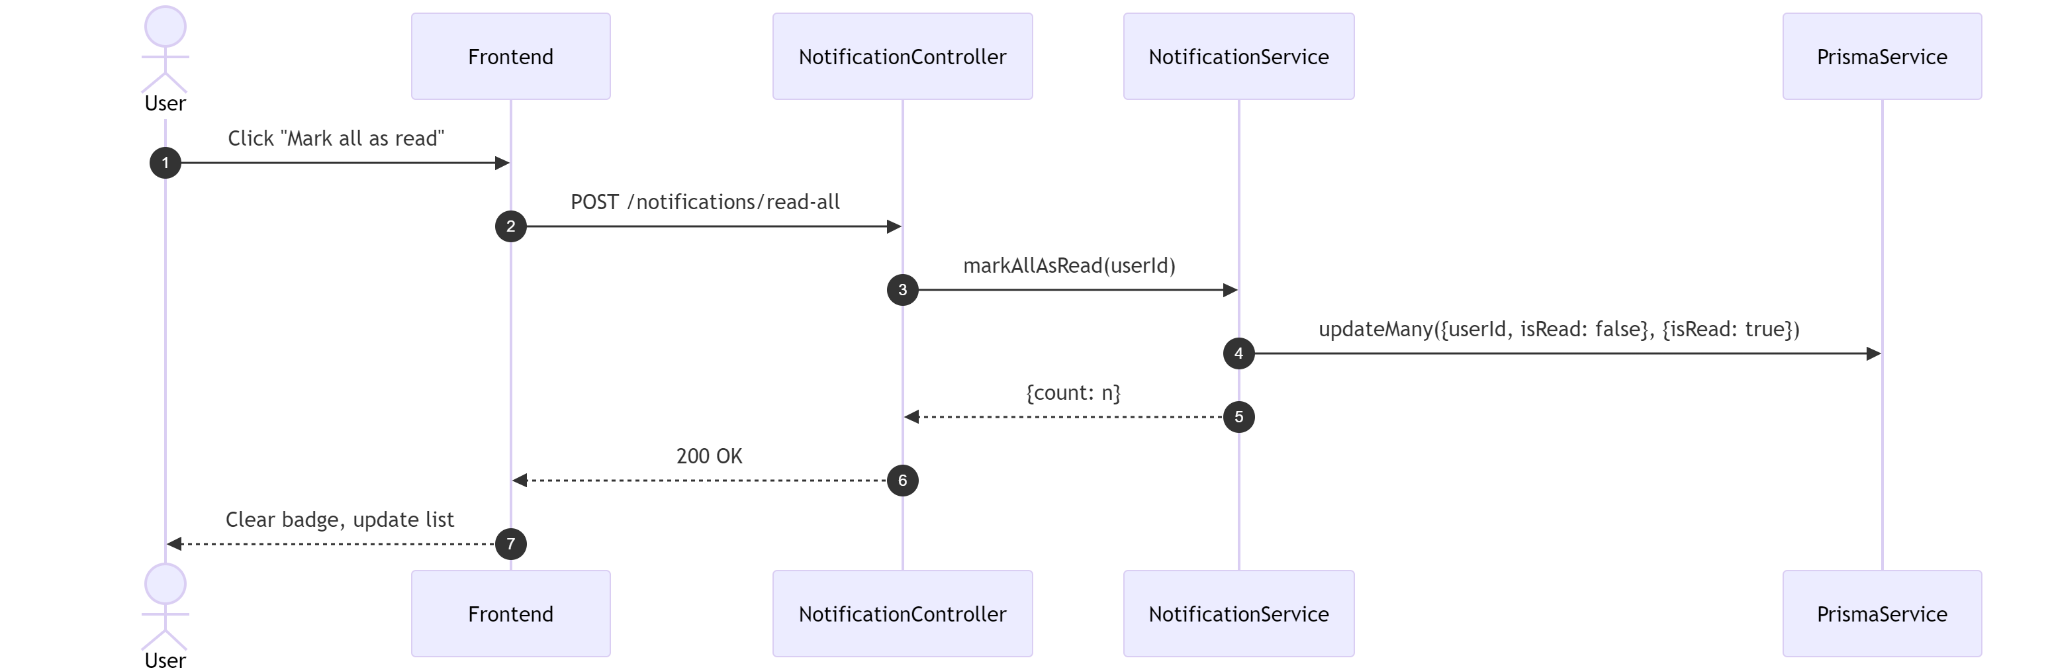 User
Frontend
NotificationController
NotificationService
PrismaService
Click "Mark all as read"
1
POST /notifications/read-all
2
markAllAsRead(userId)
3
updateMany({userId, isRead: false}, {isRead: true})
4
{count: n}
5
200 OK
6
Clear badge, update list
7
User
Frontend
NotificationController
NotificationService
PrismaService